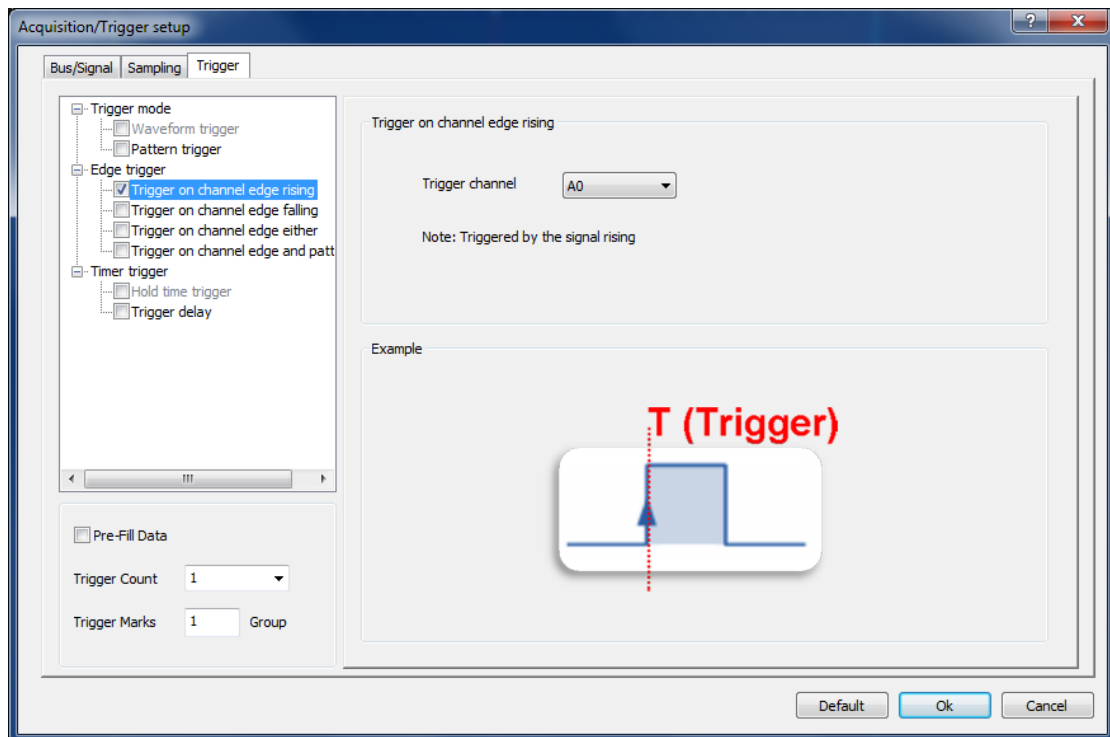 Acquisition/Trigger setup
?
X
Bus/Signal Sampling Trigger
Trigger mode
Waveform trigger
Pattern trigger
Edge trigger
Trigger on channel edge rising
Trigger on channel edge falling
Trigger on channel edge either
Trigger on channel edge and patt
Timer trigger
Hold time trigger
Trigger delay
Pre-Fill Data
Trigger Count 1
Trigger Marks 1 Group
Trigger on channel edge rising
Trigger channel A0
Note: Triggered by the signal rising
Example
T (Trigger)
Default Ok Cancel